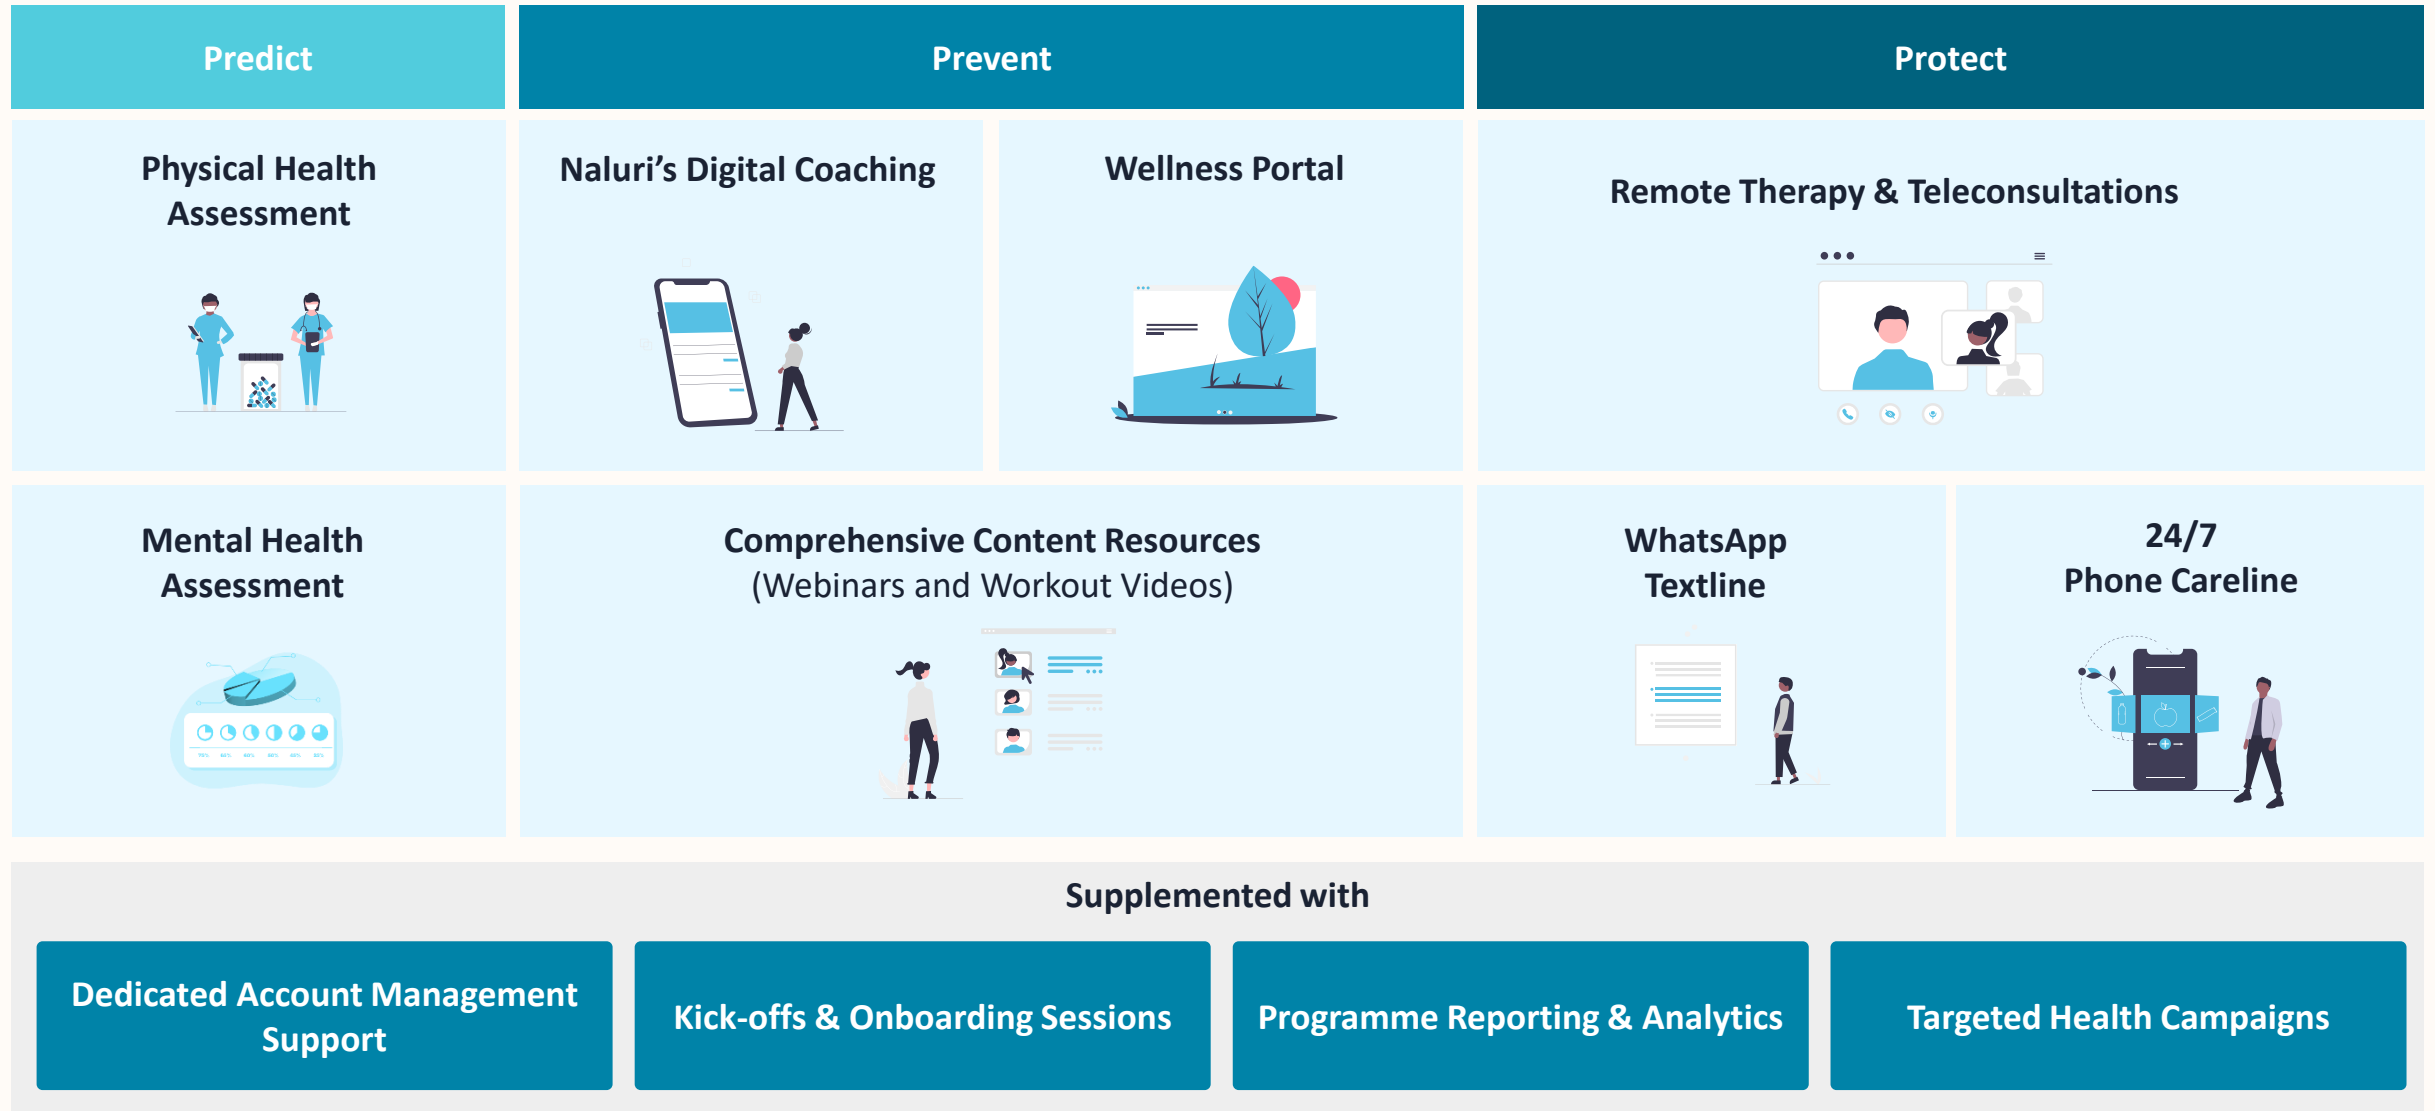 Predict
Prevent
Protect
Physical Health
Assessment
Naluri’s Digital Coaching
Wellness Portal
Remote Therapy & Teleconsultations
Mental Health
Assessment
Comprehensive Content Resources
(Webinars and Workout Videos)
WhatsApp
Textline
24/7
Phone Careline
Supplemented with
Dedicated Account Management
Support
Kick-offs & Onboarding Sessions
Programme Reporting & Analytics
Targeted Health Campaigns